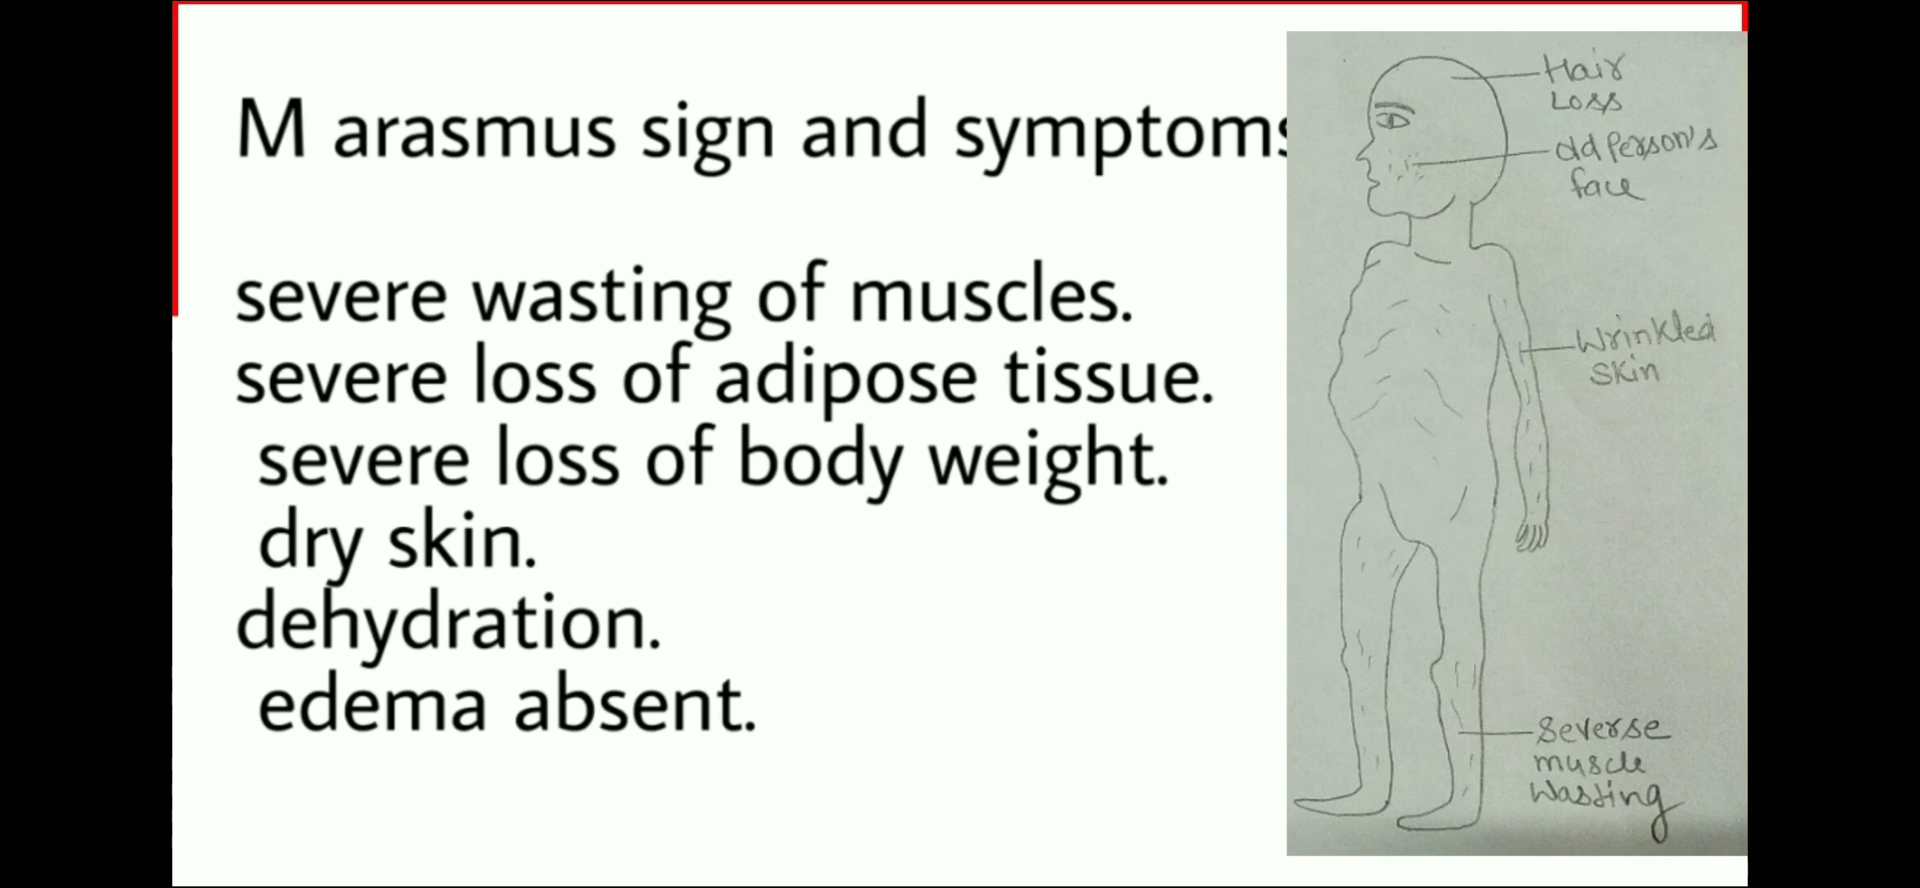 M arasmus sign and symptoms
severe wasting of muscles.
severe loss of adipose tissue.
severe loss of body weight.
dry skin.
dehydration.
edema absent.
Hair
Loss
old Person's
face
Wrinkled
Skin
Severse
muscle
Wasting